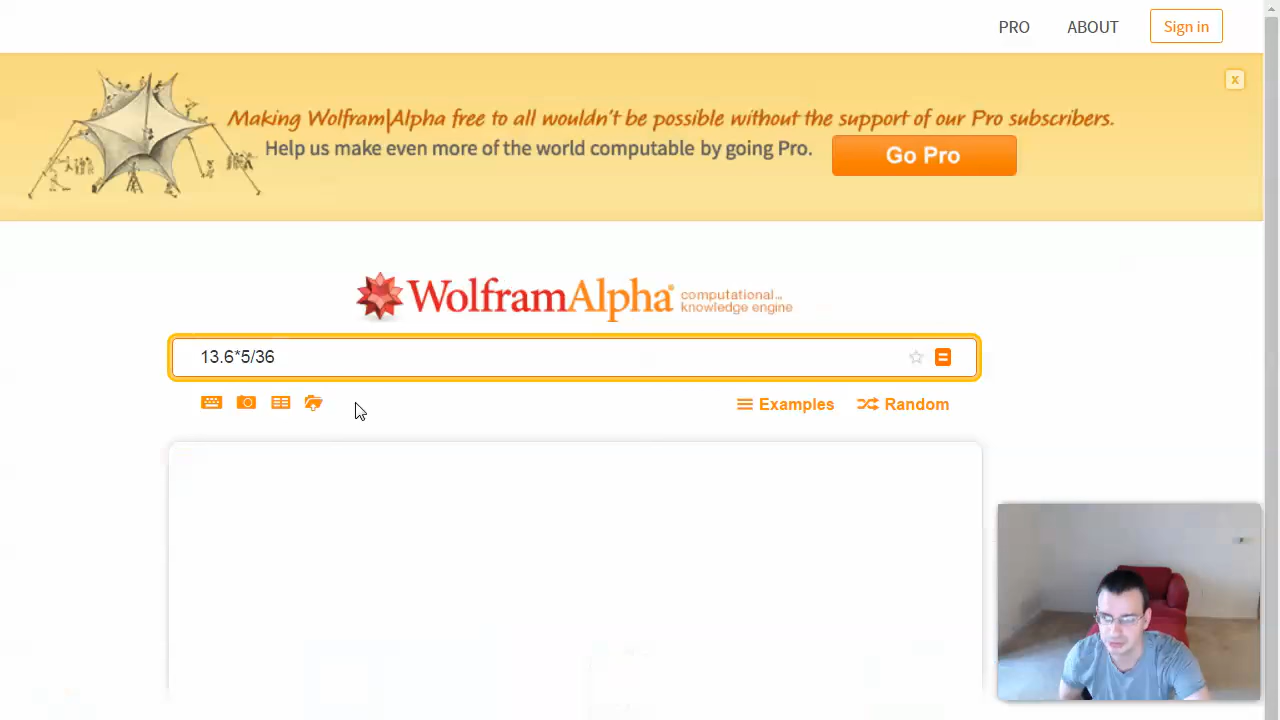 PRO ABOUT Sign in
x
Making Wolfram|Alpha free to all wouldn't be possible without the support of our Pro subscribers.
Help us make even more of the world computable by going Pro. Go Pro
WolframAlpha® computational...
knowledge engine
13.6*5/36
Examples Random